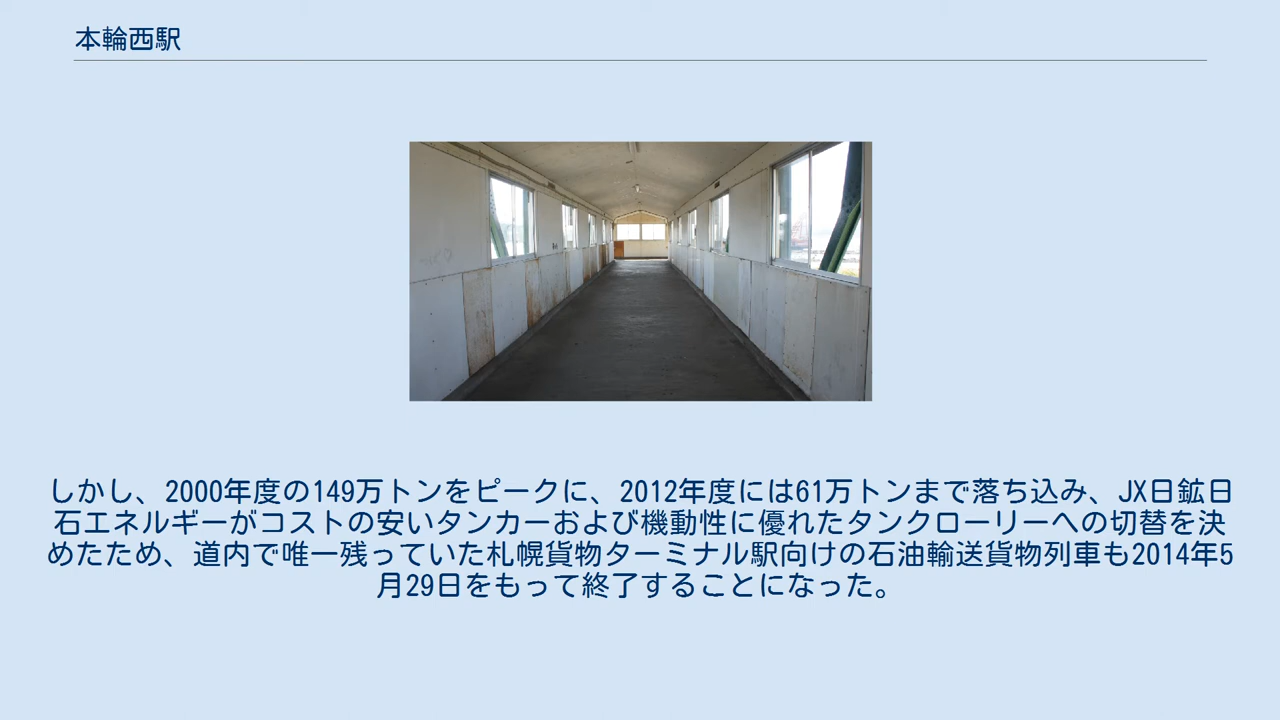 本輪西駅
しかし、2000年度の149万トンをピークに、2012年度には61万トンまで落ち込み、JX日鉱日
石エネルギーがコストの安いタンカーおよび機動性に優れたタンクローリーへの切替を決
めたため、道内で唯一残っていた札幌貨物ターミナル駅向けの石油輸送貨物列車も2014年5
月29日をもって終了することになった。